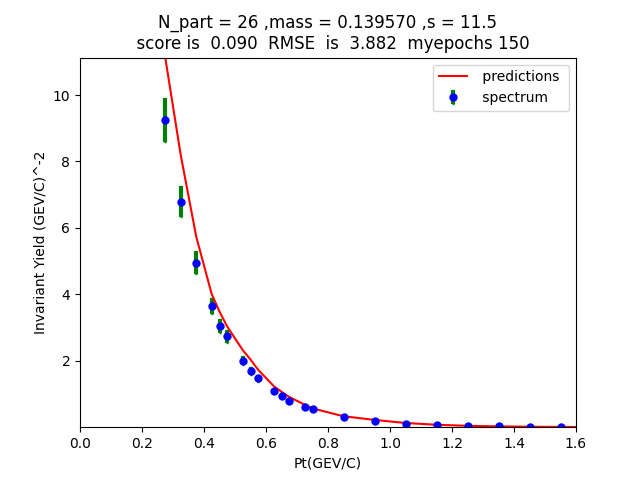 N_part = 26 ,mass = 0.139570 ,s = 11.5
score is  0.090  RMSE  is  3.882  myepochs 150
predictions
spectrum
Invariant Yield (GEV/C)^-2
10
8
6
4
2
0.0 0.2 0.4 0.6 0.8 1.0 1.2 1.4 1.6
Pt(GEV/C)